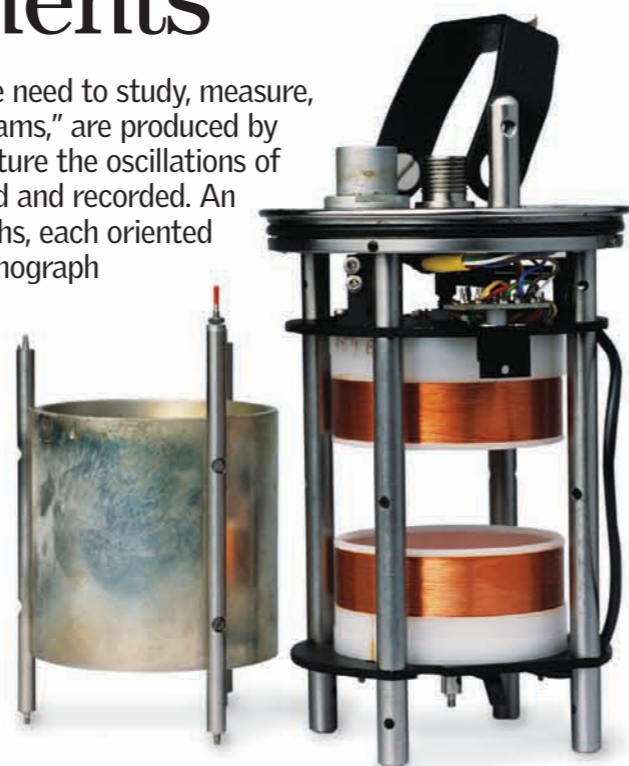 e need to study, measure,
ams,” are produced by
ture the oscillations of
d and recorded. An
hs, each oriented
nograph